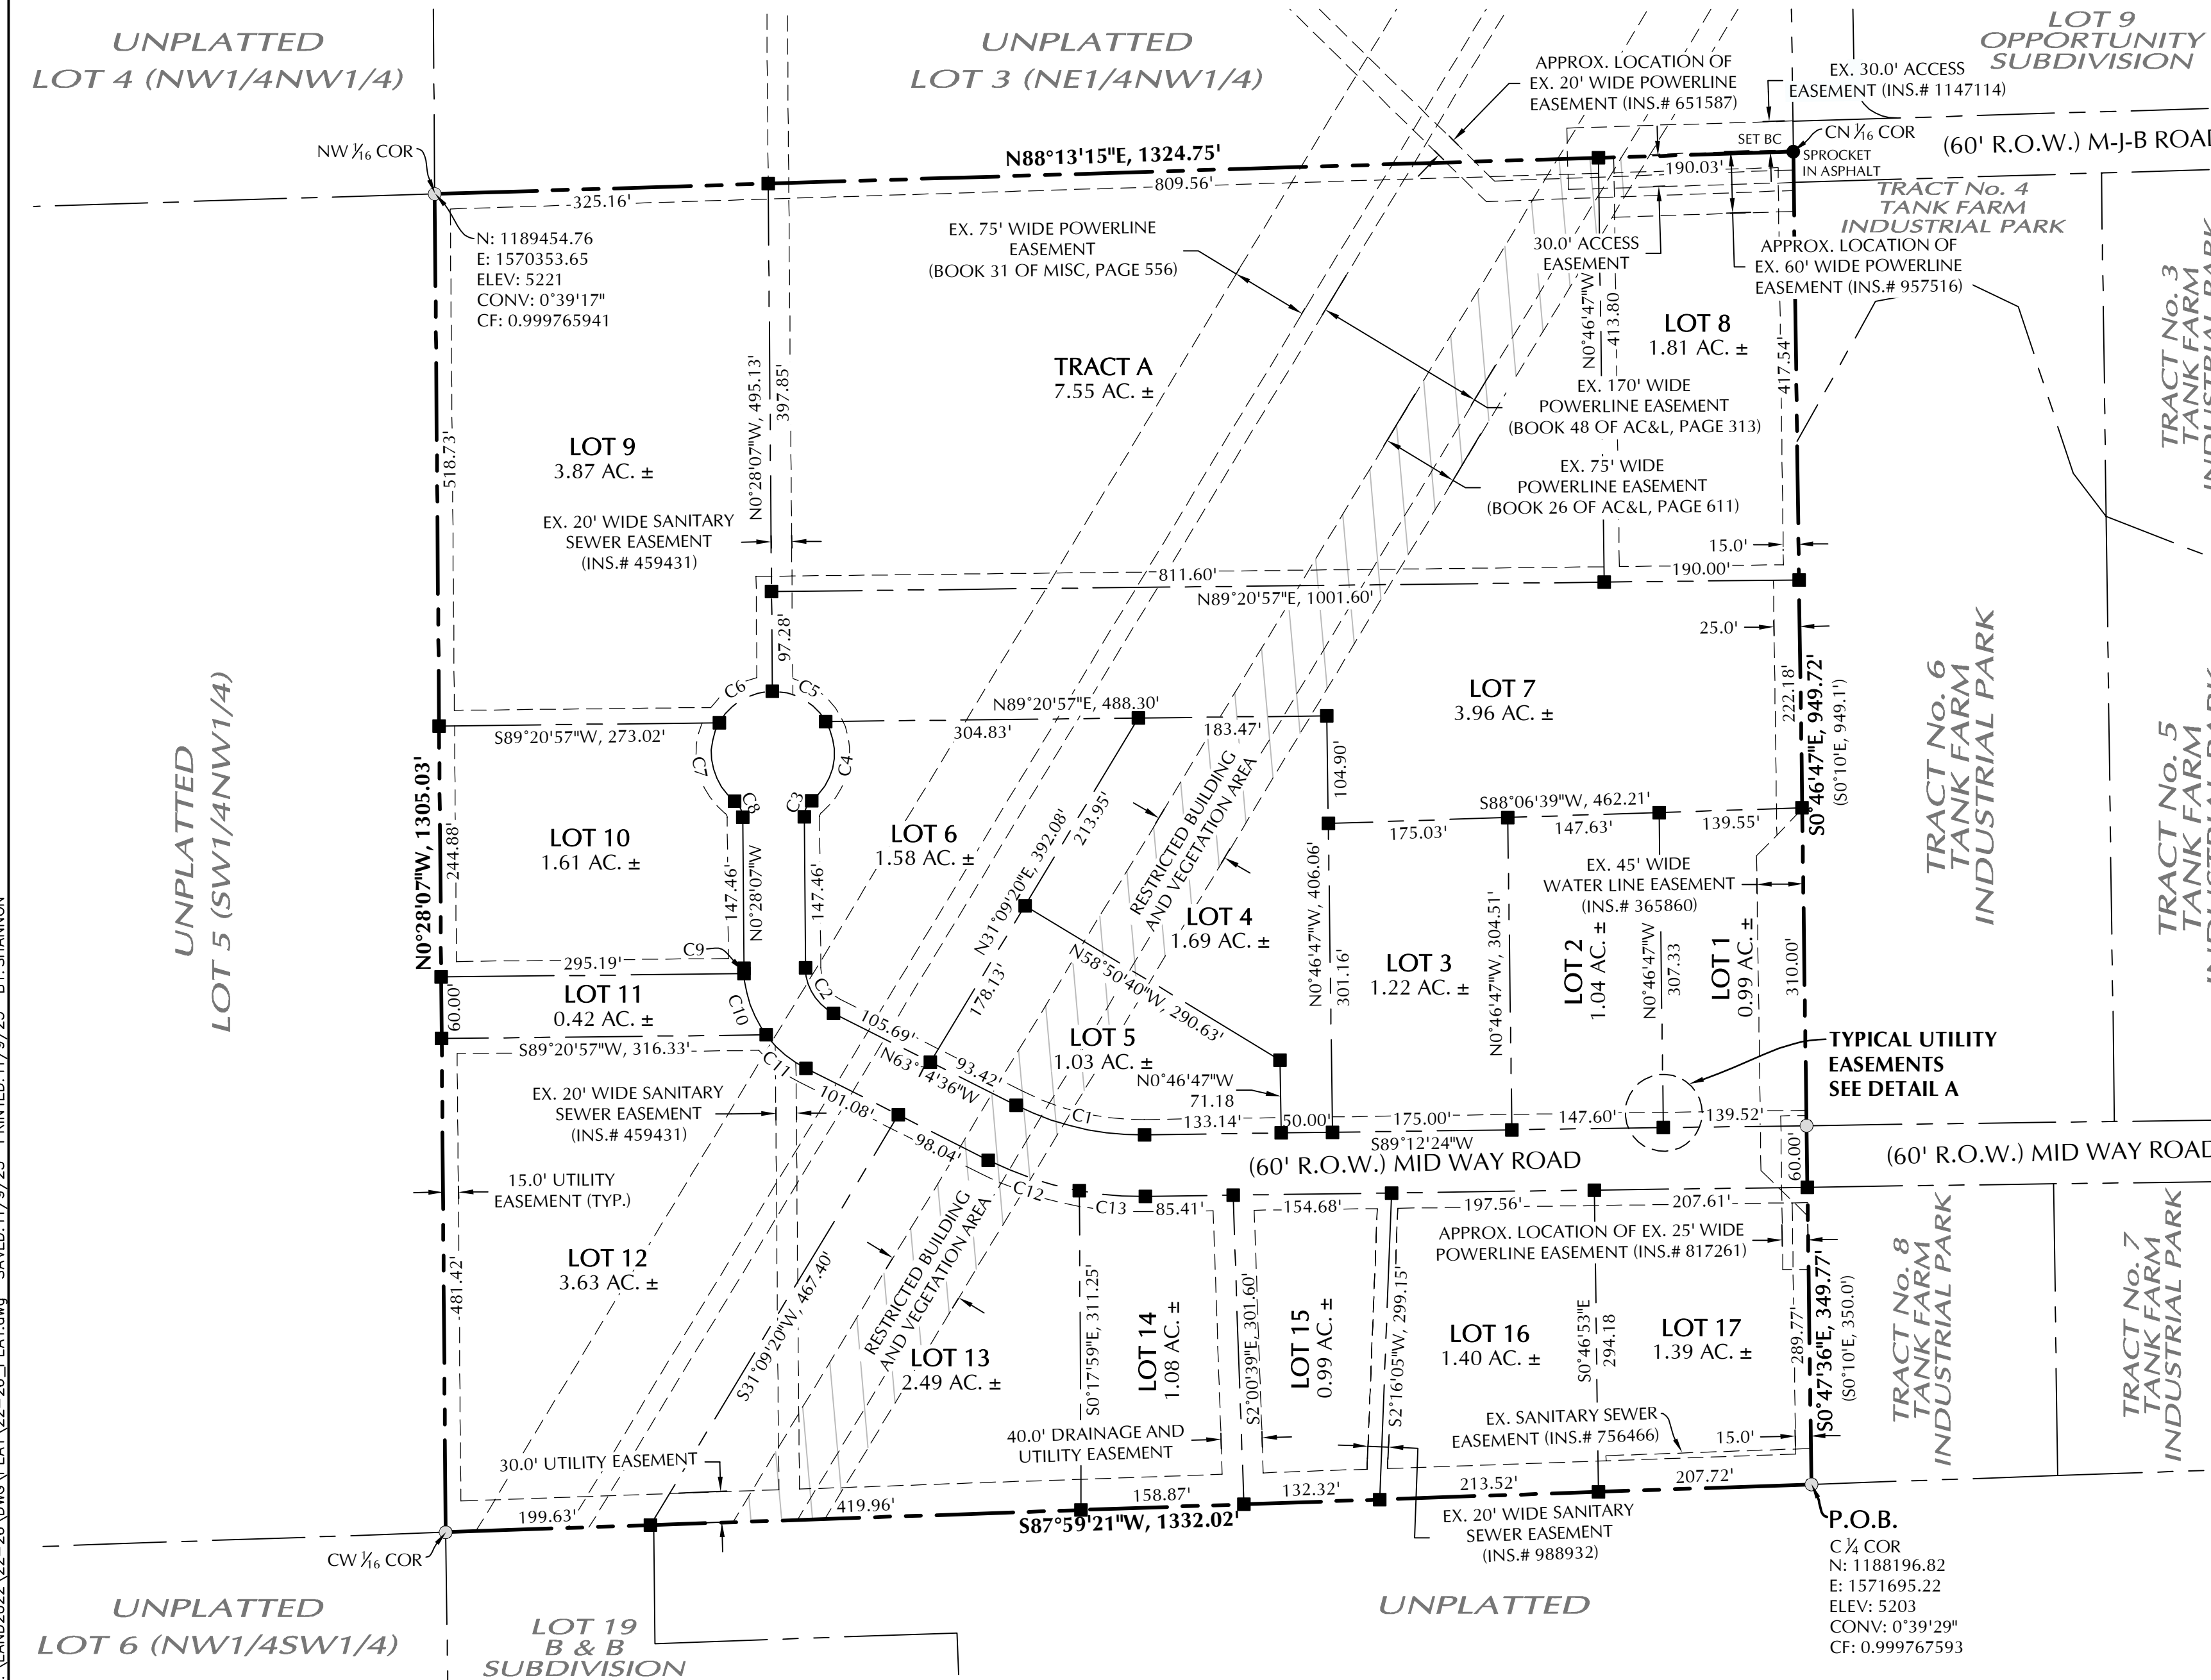 UNPLATTED
LOT 4 (NW1/4NW1/4)
UNPLATTED
LOT 3 (NE1/4NW1/4)
LOT 9
OPPORTUNITY
SUBDIVISION
APPROX. LOCATION OF
EX. 20' WIDE POWERLINE
EASEMENT (INS.# 651587)
EX. 30.0' ACCESS
EASEMENT (INS.# 1147114)
NW 1/16 COR
N88°13'15"E, 1324.75'
SET BC
CN 1/16 COR
SPROCKET
IN ASPHALT
(60' R.O.W.) M-J-B ROAD
325.16'
809.56'
190.03'
TRACT No. 4
TANK FARM
INDUSTRIAL PARK
N: 1189454.76
E: 1570353.65
ELEV: 5221
CONV: 0°39'17"
CF: 0.999765941
EX. 75' WIDE POWERLINE
EASEMENT
(BOOK 31 OF MISC, PAGE 556)
30.0' ACCESS
EASEMENT
APPROX. LOCATION OF
EX. 60' WIDE POWERLINE
EASEMENT (INS.# 957516)
TRACT No. 3
TANK FARM
INDUSTRIAL PARK
N0°46'47"W
413.80
LOT 8
1.81 AC. ±
417.54'
TRACT A
7.55 AC. ±
N0°28'07"W, 495.13'
397.85'
EX. 170' WIDE
POWERLINE EASEMENT
(BOOK 48 OF AC&L, PAGE 313)
518.73'
LOT 9
3.87 AC. ±
EX. 75' WIDE
POWERLINE EASEMENT
(BOOK 26 OF AC&L, PAGE 611)
EX. 20' WIDE SANITARY
SEWER EASEMENT
(INS.# 459431)
15.0'
811.60'
190.00'
N89°20'57"E, 1001.60'
97.28'
25.0'
222.18'
S0°46'47"E, 949.72'
(S0°10'E, 949.1')
TRACT No. 6
TANK FARM
INDUSTRIAL PARK
TRACT No. 5
TANK FARM
UNPLATTED
LOT 5 (SW1/4NW1/4)
C6
C5
LOT 7
3.96 AC. ±
S89°20'57"W, 273.02'
N89°20'57"E, 488.30'
304.83'
183.47'
C7
C4
C8
C3
104.90'
N0°28'07"W, 1305.03'
RESTRICTED BUILDING
AND VEGETATION AREA
S88°06'39"W, 462.21'
175.03'
147.63'
139.55'
244.88'
LOT 10
1.61 AC. ±
LOT 6
1.58 AC. ±
N31°09'20"E, 392.08'
213.95'
EX. 45' WIDE
WATER LINE EASEMENT
(INS.# 365860)
147.46'
N0°28'07"W
147.46'
LOT 4
1.69 AC. ±
N0°46'47"W, 406.06'
301.16'
LOT 3
1.22 AC. ±
N0°46'47"W, 304.51'
LOT 2
1.04 AC. ±
N0°46'47"W
307.33
LOT 1
0.99 AC. ±
310.00'
C9
295.19'
N58°50'40"W, 290.63'
178.13'
LOT 11
0.42 AC. ±
60.00'
C10
C2
105.69'
S89°20'57"W, 316.33'
C11
N63°14'36"W
93.42'
LOT 5
1.03 AC. ±
TYPICAL UTILITY
EASEMENTS
SEE DETAIL A
N0°46'47"W
71.18
EX. 20' WIDE SANITARY
SEWER EASEMENT
(INS.# 459431)
101.08'
C1
133.14'
50.00'
175.00'
147.60'
139.52'
S89°12'24"W
98.04'
(60' R.O.W.) MID WAY ROAD
60.00'
(60' R.O.W.) MID WAY ROAD
15.0' UTILITY
EASEMENT (TYP.)
C12
C13
85.41'
154.68'
197.56'
207.61'
APPROX. LOCATION OF EX. 25' WIDE
POWERLINE EASEMENT (INS.# 817261)
LOT 12
3.63 AC. ±
481.42'
S31°09'20"W, 467.40'
RESTRICTED BUILDING
AND VEGETATION AREA
LOT 13
2.49 AC. ±
S0°17'59"E, 311.25'
LOT 14
1.08 AC. ±
S2°00'39"E, 301.60'
LOT 15
0.99 AC. ±
S2°16'05"W, 299.15'
LOT 16
1.40 AC. ±
S0°46'53"E
294.18
LOT 17
1.39 AC. ±
289.77'
S0°47'36"E, 349.77'
(S0°10'E, 350.0')
TRACT No. 8
TANK FARM
INDUSTRIAL PARK
TRACT No. 7
TANK FARM
INDUSTRIAL PARK
40.0' DRAINAGE AND
UTILITY EASEMENT
EX. SANITARY SEWER
EASEMENT (INS.# 756466)
15.0'
30.0' UTILITY EASEMENT
199.63'
419.96'
158.87'
132.32'
213.52'
207.72'
S87°59'21"W, 1332.02'
CW 1/16 COR
EX. 20' WIDE SANITARY
SEWER EASEMENT
(INS.# 988932)
P.O.B.
C 1/4 COR
N: 1188196.82
E: 1571695.22
ELEV: 5203
CONV: 0°39'29"
CF: 0.999767593
UNPLATTED
LOT 6 (NW1/4SW1/4)
LOT 19
B & B
SUBDIVISION
UNPLATTED